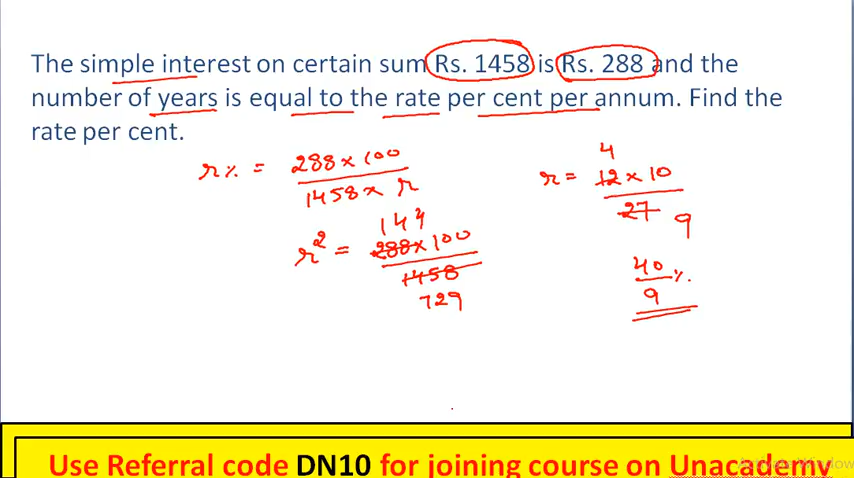 The simple interest on certain sum Rs. 1458 is Rs. 288 and the
number of years is equal to the rate per cent per annum. Find the
rate per cent.
r% = 288 × 100
1458 × r
r² = 288 × 100
144
1458
729
r = 12 × 10
4
27
9
40
9 %
Use Referral code DN10 for joining course on Unacademy